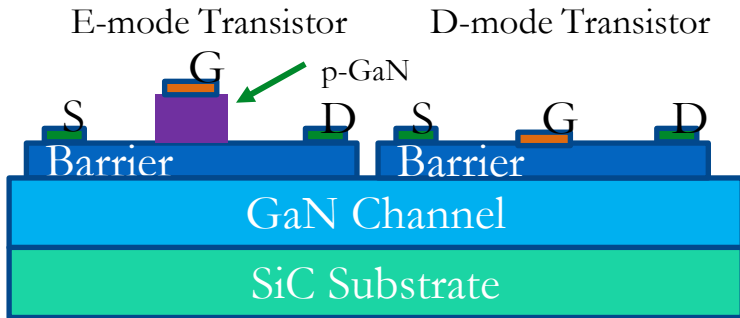 E-mode Transistor
D-mode Transistor
G
p-GaN
S
D
S
G
D
Barrier
Barrier
GaN Channel
SiC Substrate